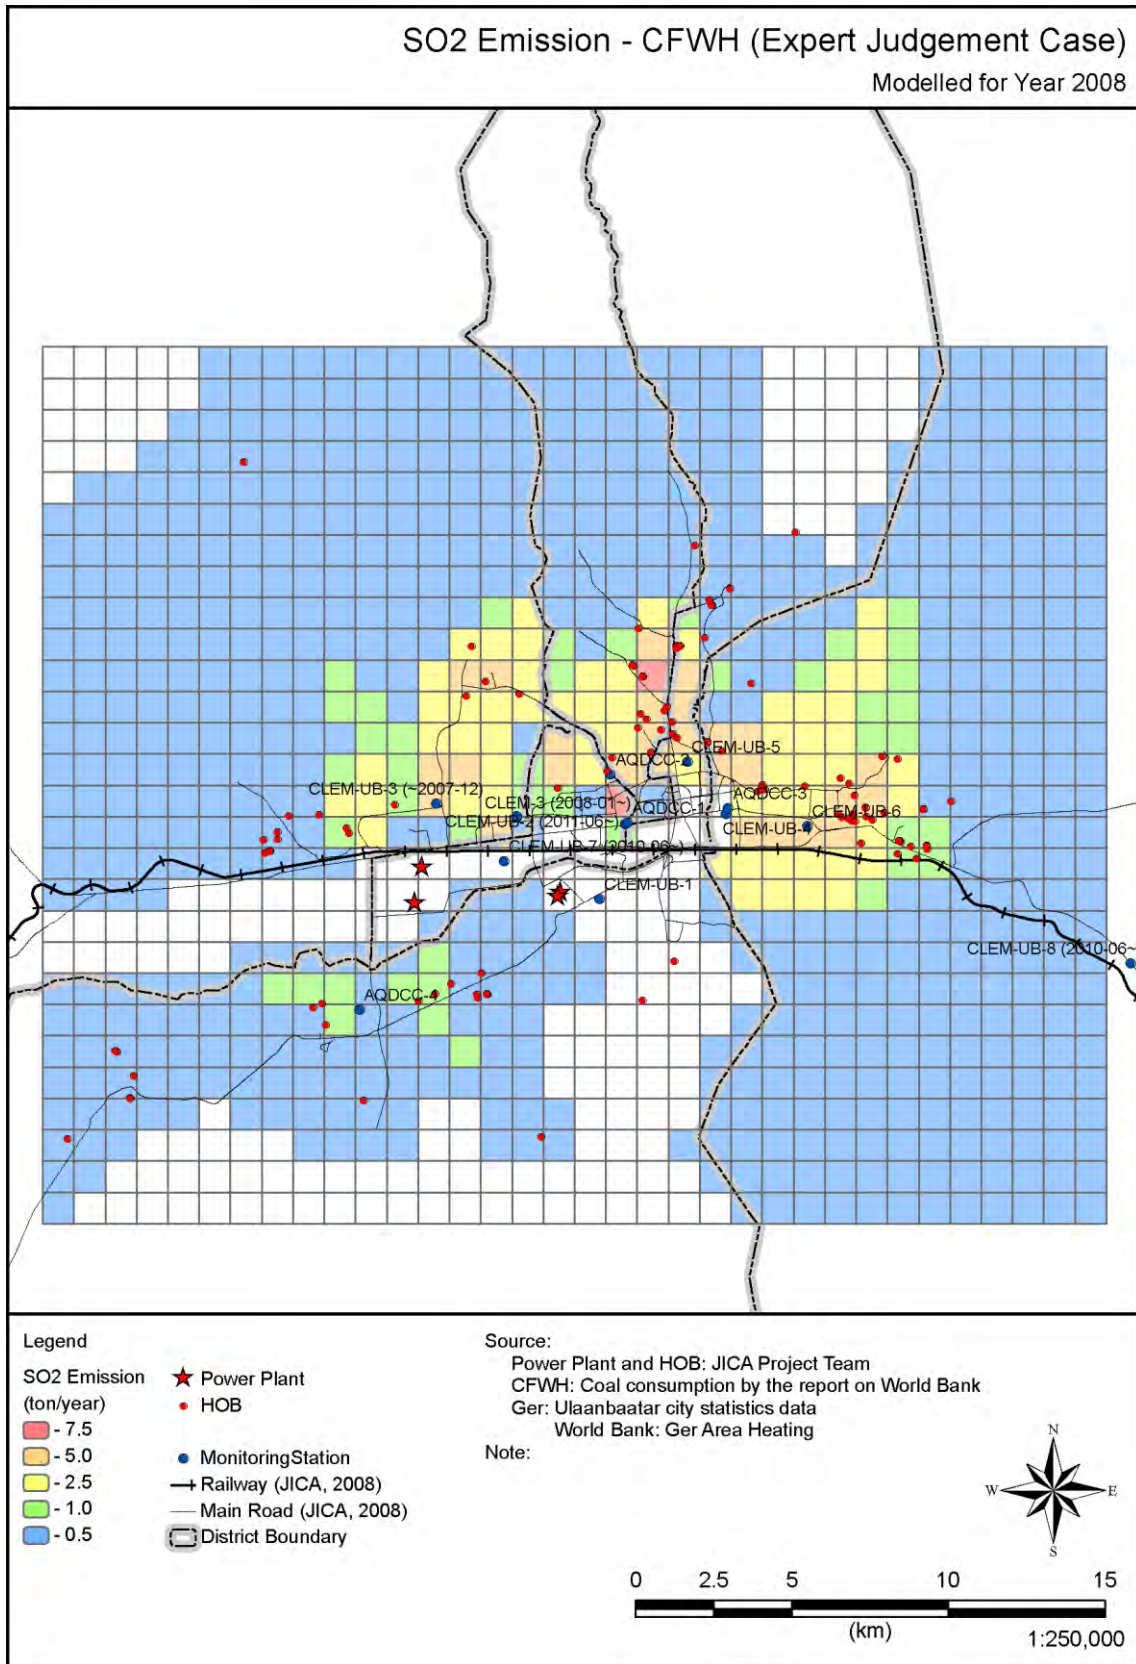 SO2 Emission - CFWH (Expert Judgement Case)
Modelled for Year 2008
CLEM-UB-5
AQDCC-2
CLEM-UB-3 (~2007-12)
AQDCC-3
CLEM-3 (2008-01~)
AQDCC-1
CLEM-UB-6
CLEM-UB-2 (2011-06~)
CLEM-UB-4
CLEM-UB-7 (2010-06~)
CLEM-UB-1
CLEM-UB-8 (2010-06~
AQDCC-4
Legend
SO2 Emission
(ton/year)
- 7.5
- 5.0
- 2.5
- 1.0
- 0.5
Power Plant
HOB
MonitoringStation
Railway (JICA, 2008)
Main Road (JICA, 2008)
District Boundary
Source:
Power Plant and HOB: JICA Project Team
CFWH: Coal consumption by the report on World Bank
Ger: Ulaanbaatar city statistics data
World Bank: Ger Area Heating
Note:
N
W E
S
0 2.5 5 10 15
(km)
1:250,000